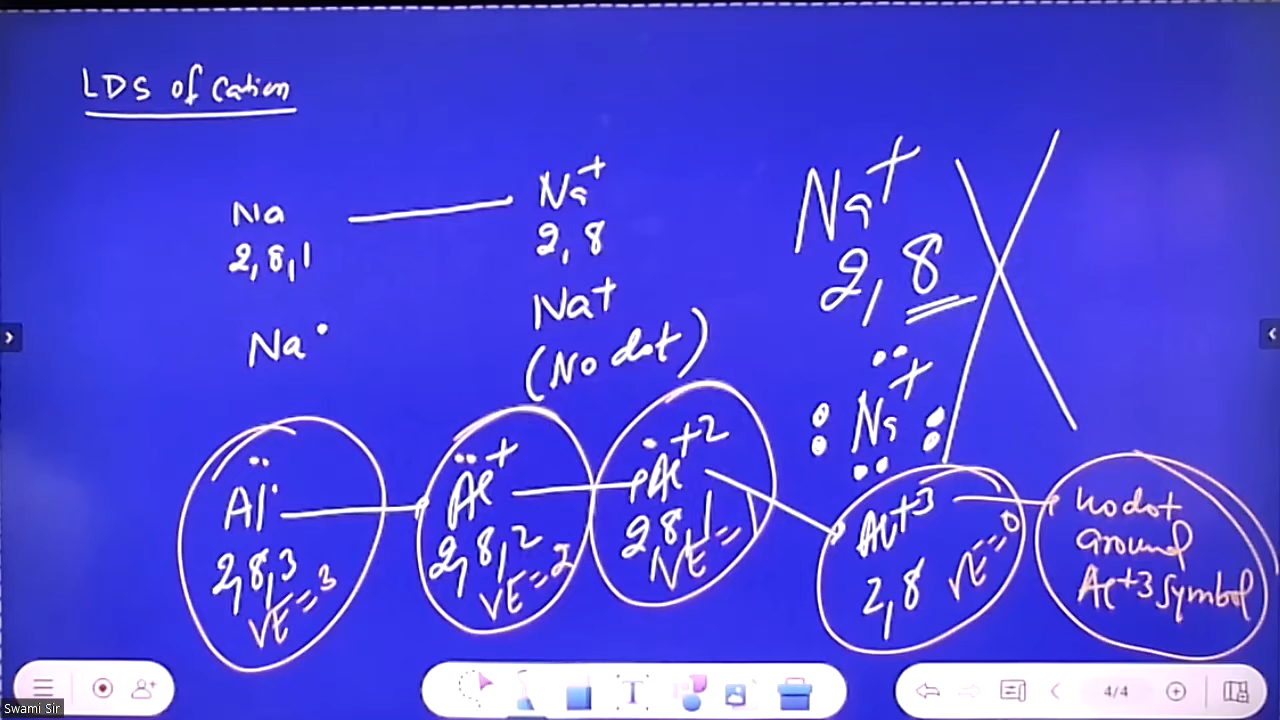 LDS of Cation
Na
2, 8, 1
Na
Na+
2, 8
Na+
(No dot)
Na+
2, 8
Na+
Al
2,8,3
VE=3
Al+
2,8,2
VE=2
Al+2
2,8,1
VE=1
Al+3
2,8
VE=0
no dot
around
Al+3 symbol
T
4/4
Swami Sir